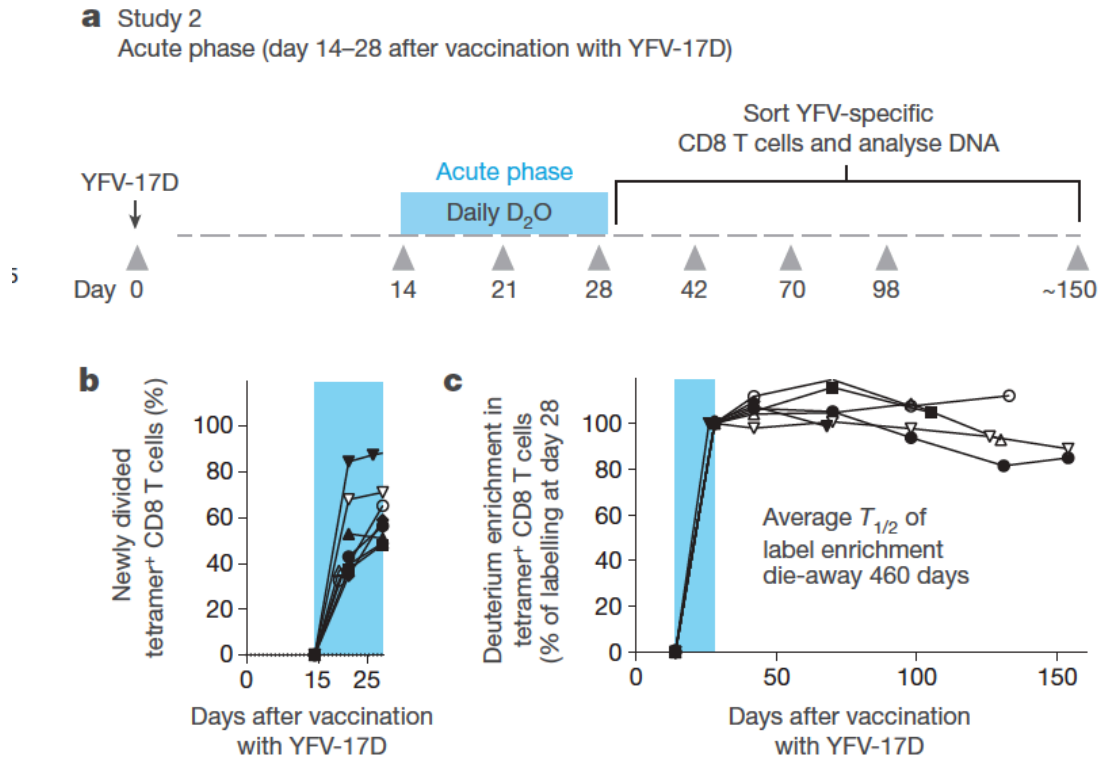 a Study 2
Acute phase (day 14–28 after vaccination with YFV-17D)
Sort YFV-specific
CD8 T cells and analyse DNA
YFV-17D
Acute phase
Daily D₂O
5
Day 0 14 21 28 42 70 98 ~150
b
Newly divided
tetramer⁺ CD8 T cells (%)
100
80
60
40
20
0
0 15 25
Days after vaccination
with YFV-17D
c
Deuterium enrichment in
tetramer⁺ CD8 T cells
(% of labelling at day 28
100
80
60
40
20
0
Average T₁/₂ of
label enrichment
die-away 460 days
0 50 100 150
Days after vaccination
with YFV-17D